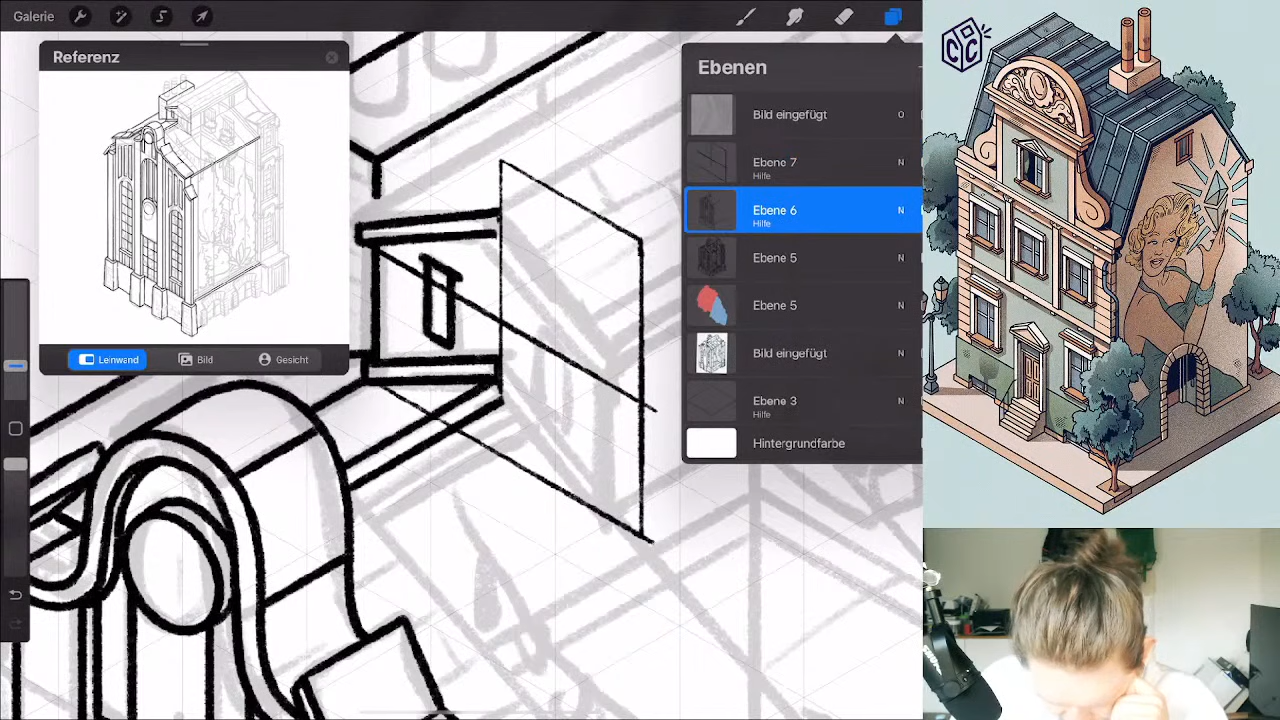 Galerie
Referenz
Leinwand
Bild
Gesicht
Ebenen
Bild eingefügt
O
Ebene 7
N
Hilfe
Ebene 6
N
Hilfe
Ebene 5
N
Ebene 5
N
Bild eingefügt
N
Ebene 3
N
Hilfe
Hintergrundfarbe
CC